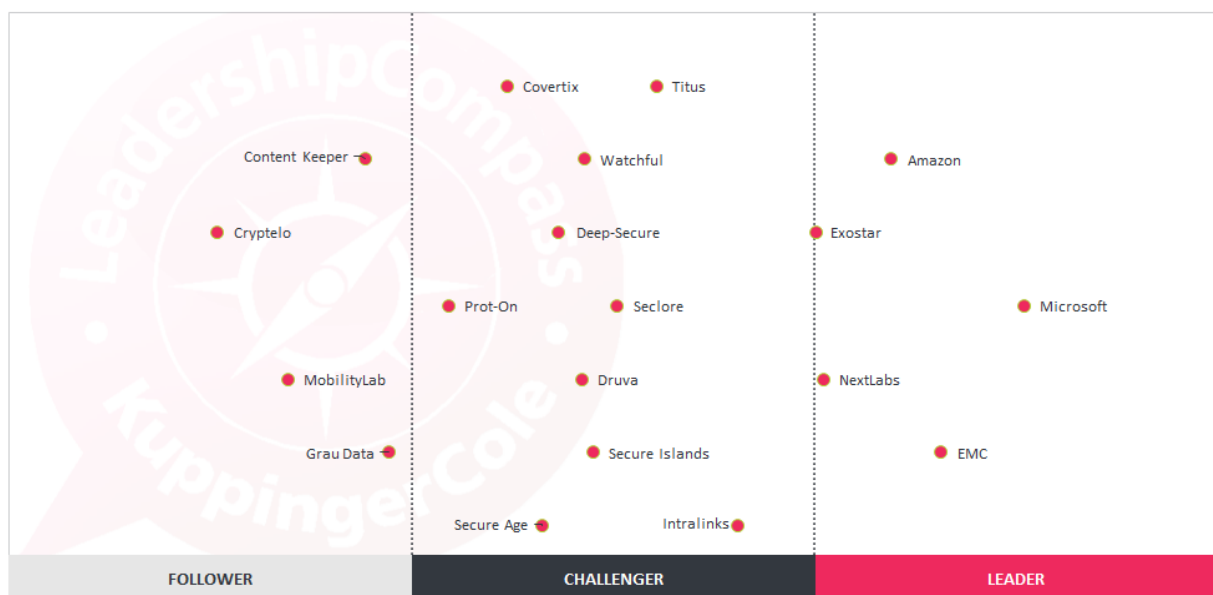 LeadershipCompass
KuppingerCole
Covertix
Titus
Content Keeper
Watchful
Amazon
Cryptelo
Deep-Secure
Exostar
Prot-On
Seclore
Microsoft
MobilityLab
Druva
NextLabs
Grau Data
Secure Islands
EMC
Secure Age
Intralinks
FOLLOWER
CHALLENGER
LEADER